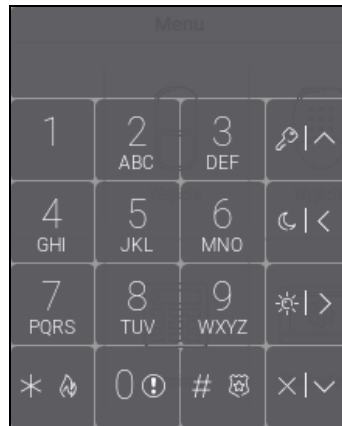 Menu
1 2 3
ABC DEF
4 5 6
GHI JKL MNO
7 8 9
PQRS TUV WXYZ
* 0 #